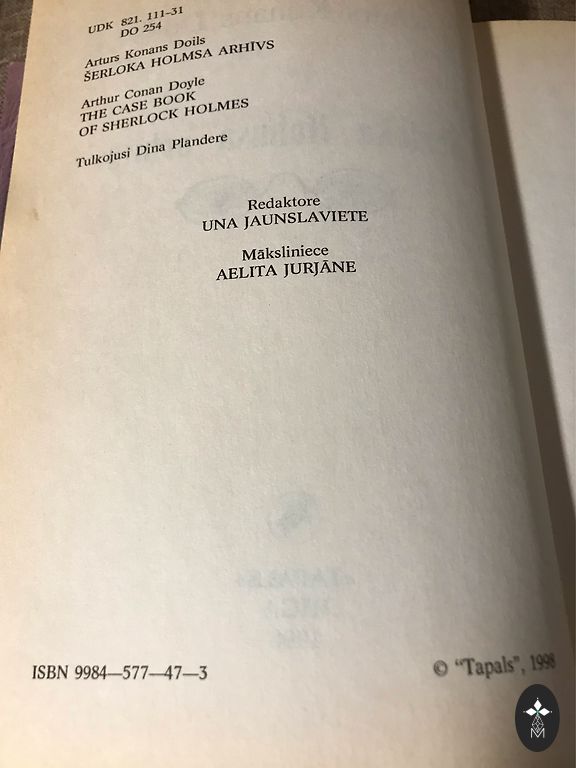 UDK 821. 111-31
DO 254
Arturs Konans Doils
ŠERLOKA HOLMSA ARHĪVS
Arthur Conan Doyle
THE CASE BOOK
OF SHERLOCK HOLMES
Tulkojusi Dina Plandere
Redaktore
UNA JAUNSLAVIETE
Māksliniece
AELITA JURJĀNE
ISBN 9984—577—47—3
© "Tapals", 1998
M